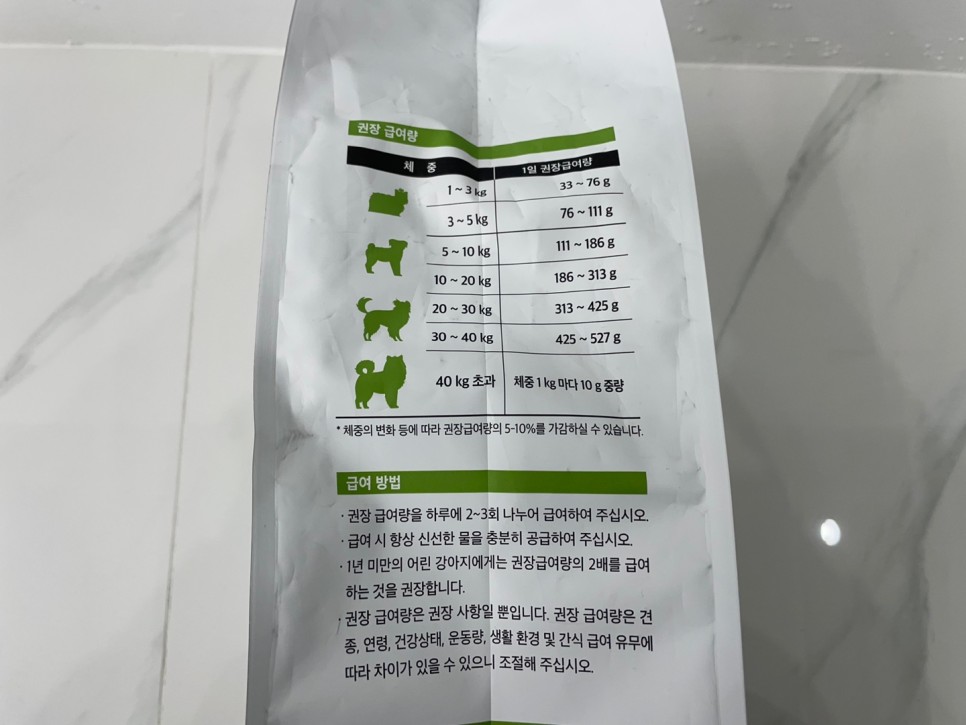 권장 급여량
체 중 1일 권장급여량
1 ~ 3 kg 33 ~ 76 g
3 ~ 5 kg 76 ~ 111 g
5 ~ 10 kg 111 ~ 186 g
10 ~ 20 kg 186 ~ 313 g
20 ~ 30 kg 313 ~ 425 g
30 ~ 40 kg 425 ~ 527 g
40 kg 초과 체중 1 kg 마다 10 g 중량
* 체중의 변화 등에 따라 권장급여량의 5-10%를 가감하실 수 있습니다.
급여 방법
· 권장 급여량을 하루에 2~3회 나누어 급여하여 주십시오.
· 급여 시 항상 신선한 물을 충분히 공급하여 주십시오.
· 1년 미만의 어린 강아지에게는 권장급여량의 2배를 급여
하는 것을 권장합니다.
· 권장 급여량은 권장 사항일 뿐입니다. 권장 급여량은 견
종, 연령, 건강상태, 운동량, 생활 환경 및 간식 급여 유무에
따라 차이가 있을 수 있으니 조절해 주십시오.